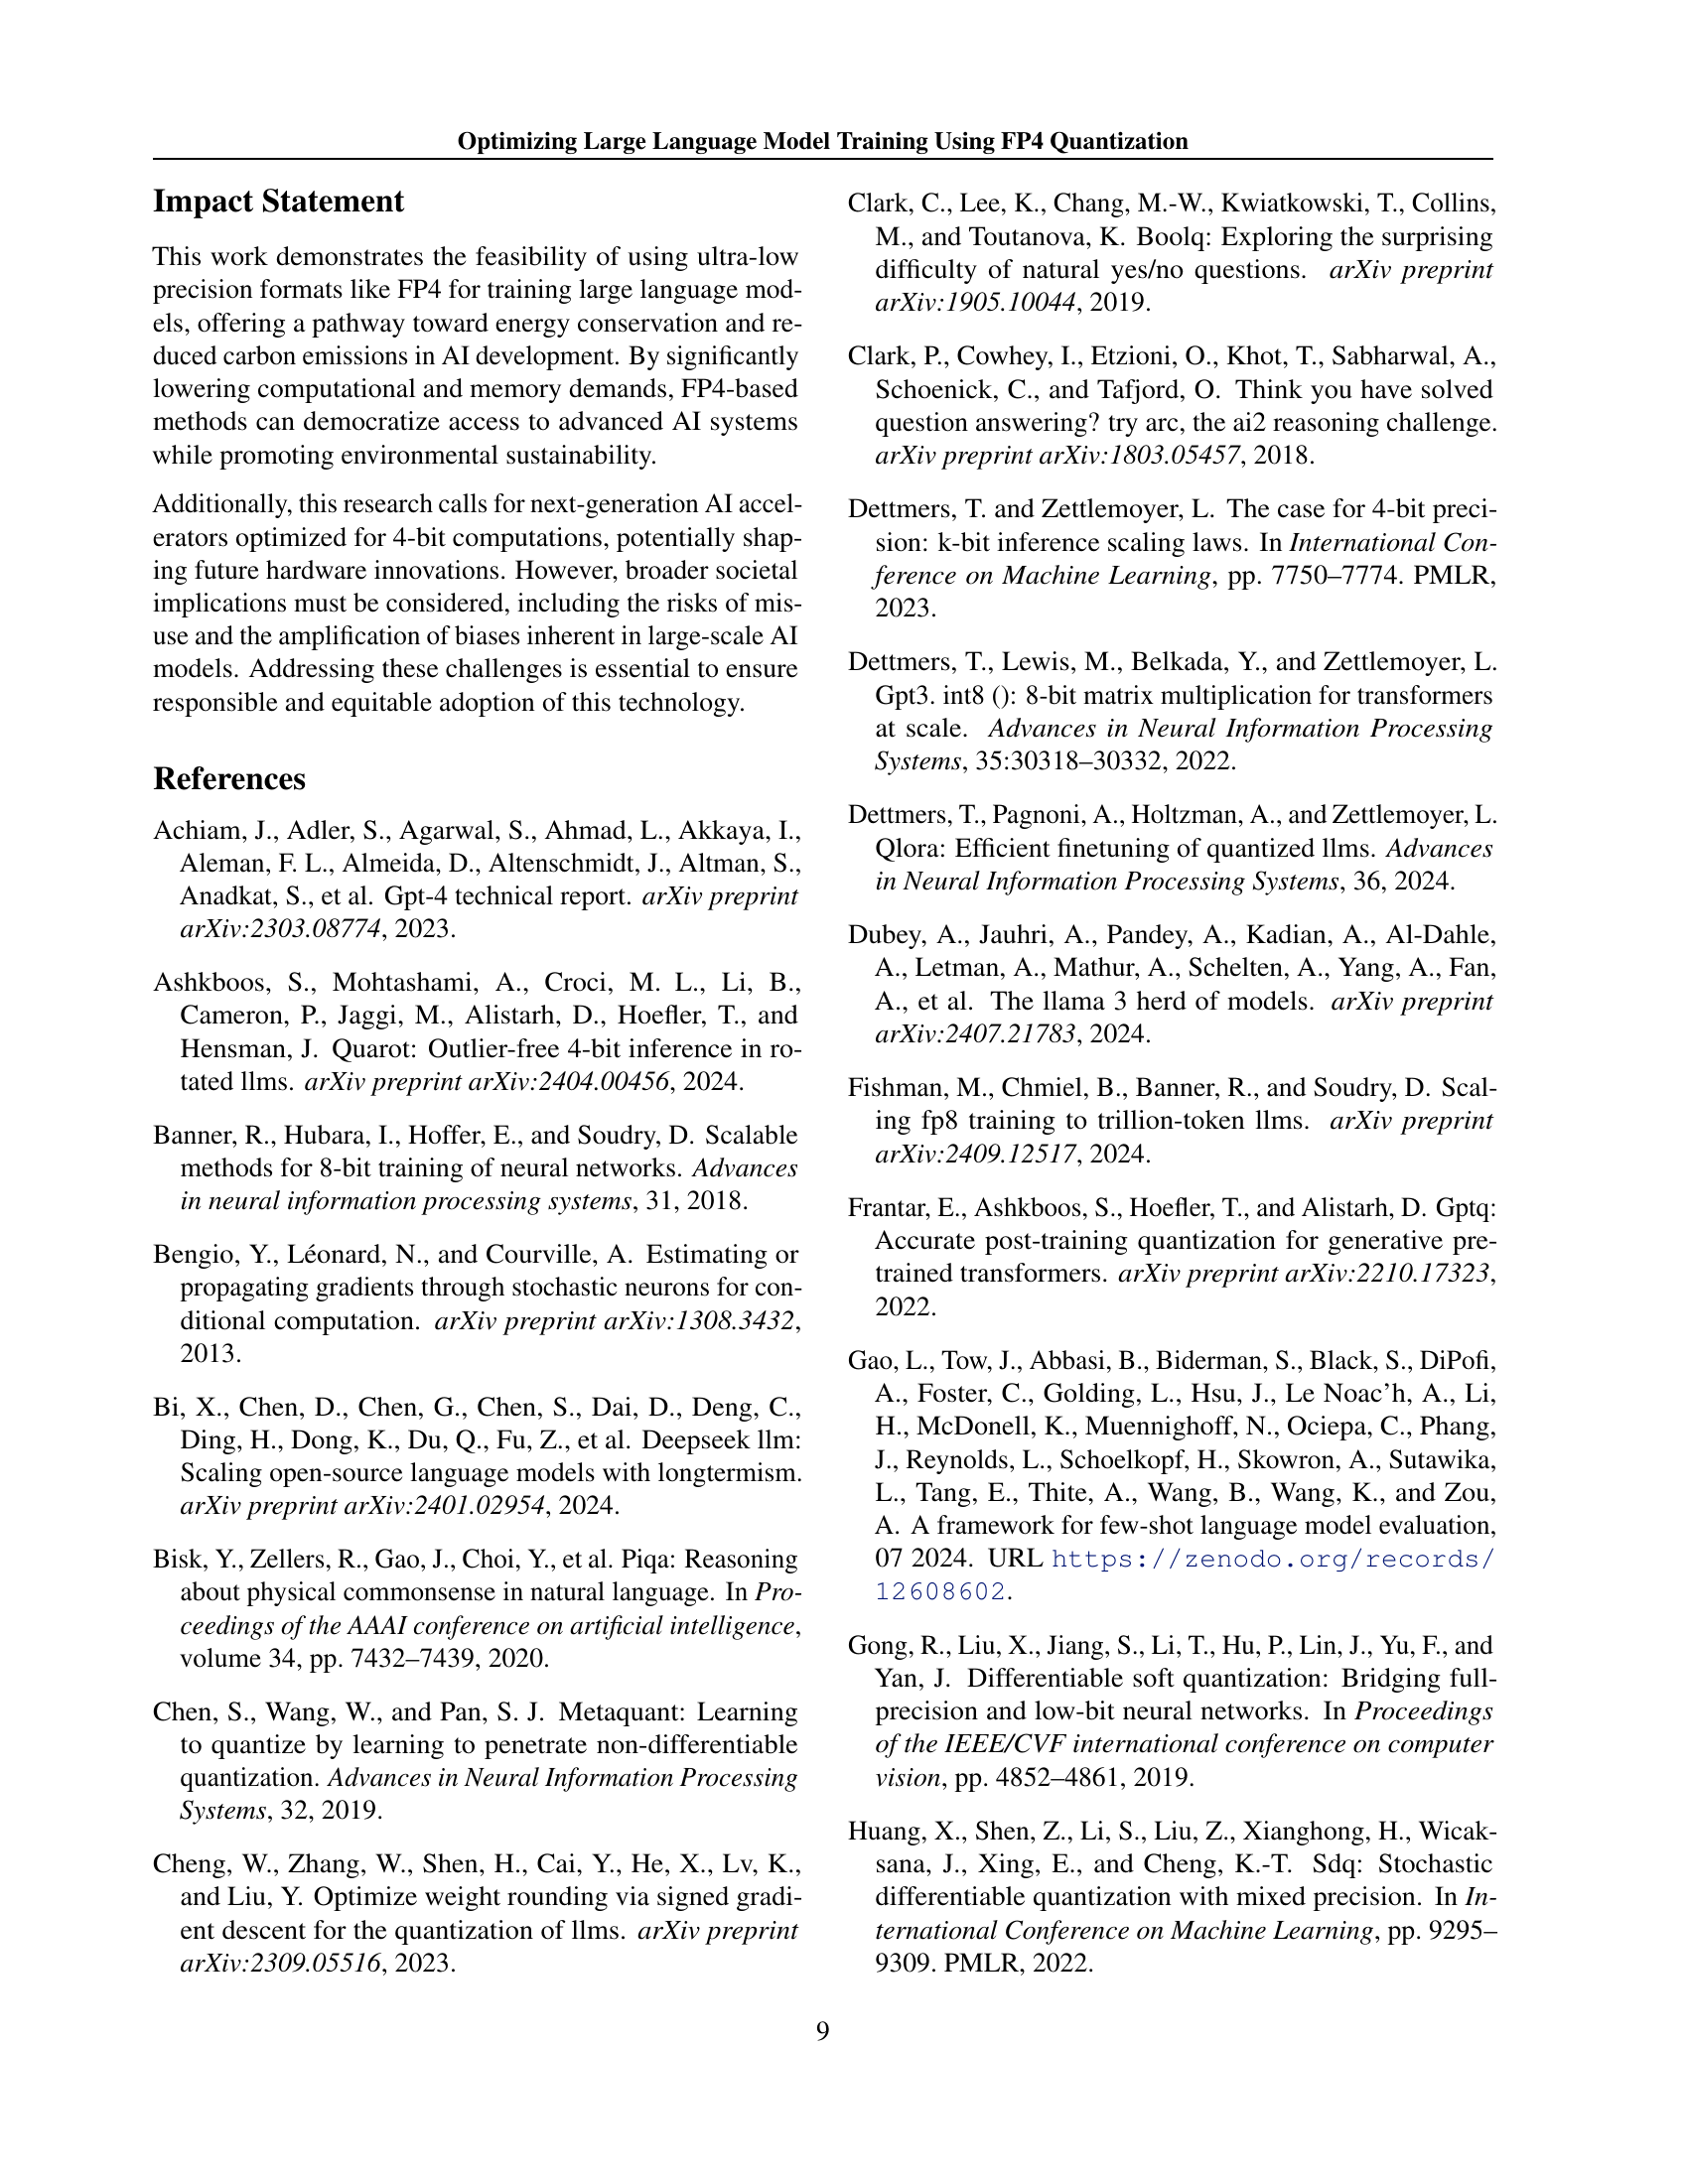 Optimizing Large Language Model Training Using FP4 Quantization
Impact Statement
This work demonstrates the feasibility of using ultra-low
precision formats like FP4 for training large language mod-
els, offering a pathway toward energy conservation and re-
duced carbon emissions in AI development. By significantly
lowering computational and memory demands, FP4-based
methods can democratize access to advanced AI systems
while promoting environmental sustainability.
Additionally, this research calls for next-generation AI accel-
erators optimized for 4-bit computations, potentially shap-
ing future hardware innovations. However, broader societal
implications must be considered, including the risks of mis-
use and the amplification of biases inherent in large-scale AI
models. Addressing these challenges is essential to ensure
responsible and equitable adoption of this technology.
References
Achiam, J., Adler, S., Agarwal, S., Ahmad, L., Akkaya, I.,
Aleman, F. L., Almeida, D., Altenschmidt, J., Altman, S.,
Anadkat, S., et al. Gpt-4 technical report. arXiv preprint
arXiv:2303.08774, 2023.
Ashkboos, S., Mohtashami, A., Croci, M. L., Li, B.,
Cameron, P., Jaggi, M., Alistarh, D., Hoefler, T., and
Hensman, J. Quarot: Outlier-free 4-bit inference in ro-
tated llms. arXiv preprint arXiv:2404.00456, 2024.
Banner, R., Hubara, I., Hoffer, E., and Soudry, D. Scalable
methods for 8-bit training of neural networks. Advances
in neural information processing systems, 31, 2018.
Bengio, Y., Léonard, N., and Courville, A. Estimating or
propagating gradients through stochastic neurons for con-
ditional computation. arXiv preprint arXiv:1308.3432,
2013.
Bi, X., Chen, D., Chen, G., Chen, S., Dai, D., Deng, C.,
Ding, H., Dong, K., Du, Q., Fu, Z., et al. Deepseek llm:
Scaling open-source language models with longtermism.
arXiv preprint arXiv:2401.02954, 2024.
Bisk, Y., Zellers, R., Gao, J., Choi, Y., et al. Piqa: Reasoning
about physical commonsense in natural language. In Pro-
ceedings of the AAAI conference on artificial intelligence,
volume 34, pp. 7432–7439, 2020.
Chen, S., Wang, W., and Pan, S. J. Metaquant: Learning
to quantize by learning to penetrate non-differentiable
quantization. Advances in Neural Information Processing
Systems, 32, 2019.
Cheng, W., Zhang, W., Shen, H., Cai, Y., He, X., Lv, K.,
and Liu, Y. Optimize weight rounding via signed gradi-
ent descent for the quantization of llms. arXiv preprint
arXiv:2309.05516, 2023.
Clark, C., Lee, K., Chang, M.-W., Kwiatkowski, T., Collins,
M., and Toutanova, K. Boolq: Exploring the surprising
difficulty of natural yes/no questions. arXiv preprint
arXiv:1905.10044, 2019.
Clark, P., Cowhey, I., Etzioni, O., Khot, T., Sabharwal, A.,
Schoenick, C., and Tafjord, O. Think you have solved
question answering? try arc, the ai2 reasoning challenge.
arXiv preprint arXiv:1803.05457, 2018.
Dettmers, T. and Zettlemoyer, L. The case for 4-bit preci-
sion: k-bit inference scaling laws. In International Con-
ference on Machine Learning, pp. 7750–7774. PMLR,
2023.
Dettmers, T., Lewis, M., Belkada, Y., and Zettlemoyer, L.
Gpt3. int8 (): 8-bit matrix multiplication for transformers
at scale. Advances in Neural Information Processing
Systems, 35:30318–30332, 2022.
Dettmers, T., Pagnoni, A., Holtzman, A., and Zettlemoyer, L.
Qlora: Efficient finetuning of quantized llms. Advances
in Neural Information Processing Systems, 36, 2024.
Dubey, A., Jauhri, A., Pandey, A., Kadian, A., Al-Dahle,
A., Letman, A., Mathur, A., Schelten, A., Yang, A., Fan,
A., et al. The llama 3 herd of models. arXiv preprint
arXiv:2407.21783, 2024.
Fishman, M., Chmiel, B., Banner, R., and Soudry, D. Scal-
ing fp8 training to trillion-token llms. arXiv preprint
arXiv:2409.12517, 2024.
Frantar, E., Ashkboos, S., Hoefler, T., and Alistarh, D. Gptq:
Accurate post-training quantization for generative pre-
trained transformers. arXiv preprint arXiv:2210.17323,
2022.
Gao, L., Tow, J., Abbasi, B., Biderman, S., Black, S., DiPofi,
A., Foster, C., Golding, L., Hsu, J., Le Noac'h, A., Li,
H., McDonell, K., Muennighoff, N., Ociepa, C., Phang,
J., Reynolds, L., Schoelkopf, H., Skowron, A., Sutawika,
L., Tang, E., Thite, A., Wang, B., Wang, K., and Zou,
A. A framework for few-shot language model evaluation,
07 2024. URL https://zenodo.org/records/
12608602.
Gong, R., Liu, X., Jiang, S., Li, T., Hu, P., Lin, J., Yu, F., and
Yan, J. Differentiable soft quantization: Bridging full-
precision and low-bit neural networks. In Proceedings
of the IEEE/CVF international conference on computer
vision, pp. 4852–4861, 2019.
Huang, X., Shen, Z., Li, S., Liu, Z., Xianghong, H., Wicak-
sana, J., Xing, E., and Cheng, K.-T. Sdq: Stochastic
differentiable quantization with mixed precision. In In-
ternational Conference on Machine Learning, pp. 9295–
9309. PMLR, 2022.
9